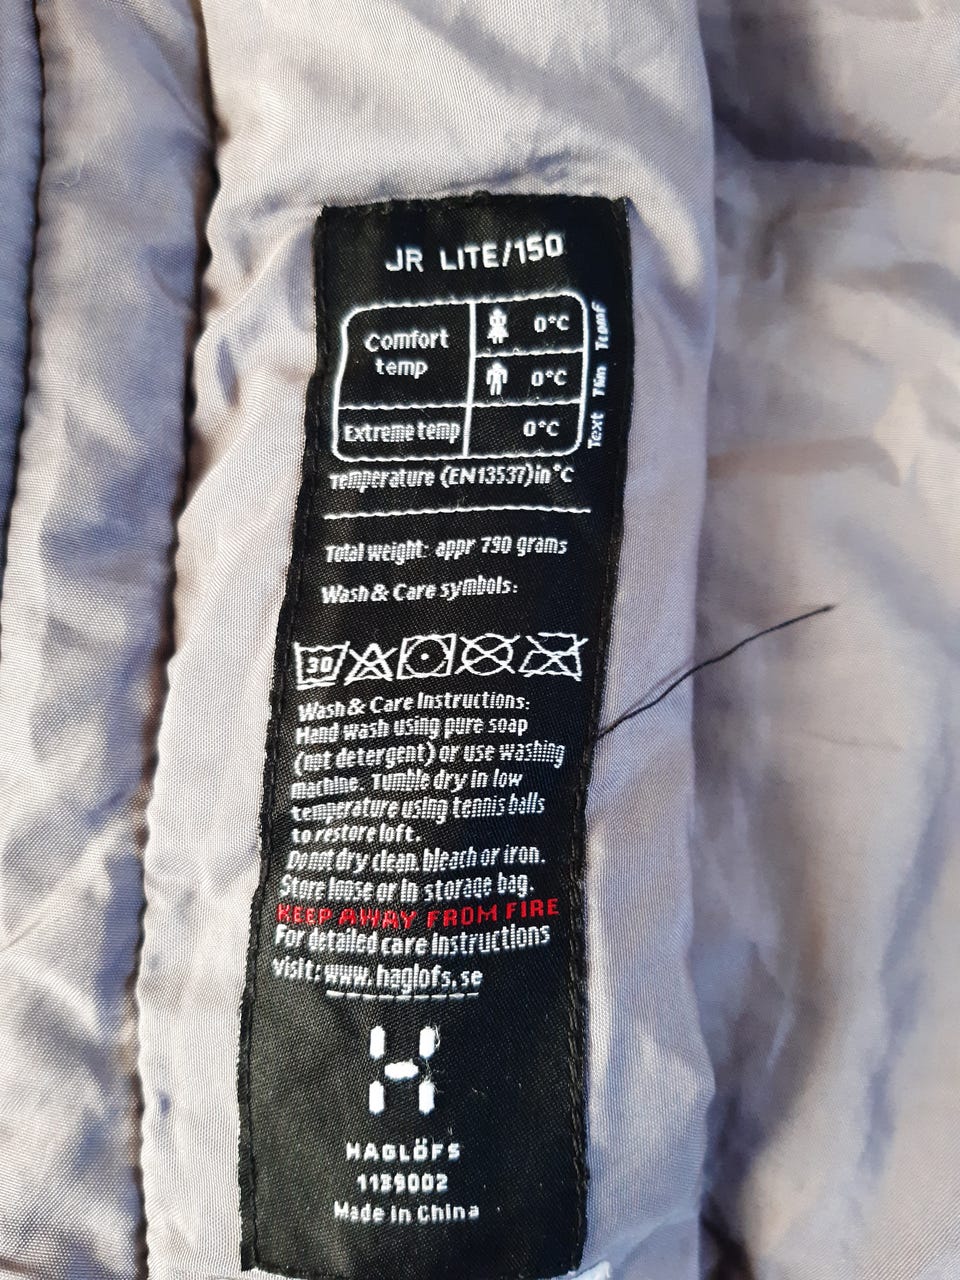 JR LITE/150
Comfort temp
0°C
0°C
Extreme temp 0°C
Text Tkn Temf
Temperature (EN13537)in°C
Total weight: appr 790 grams
Wash & Care symbols:
30
Wash & Care Instructions:
Hand wash using pure soap
(not detergent) or use washing
machine. Tumble dry in low
temperature using tennis balls
to restore loft.
Do not dry clean. bleach or iron.
Store loose or in storage bag.
KEEP AWAY FROM FIRE
For detailed care instructions
visit: www.haglofs.se
HAGLÖFS
1139002
Made in China